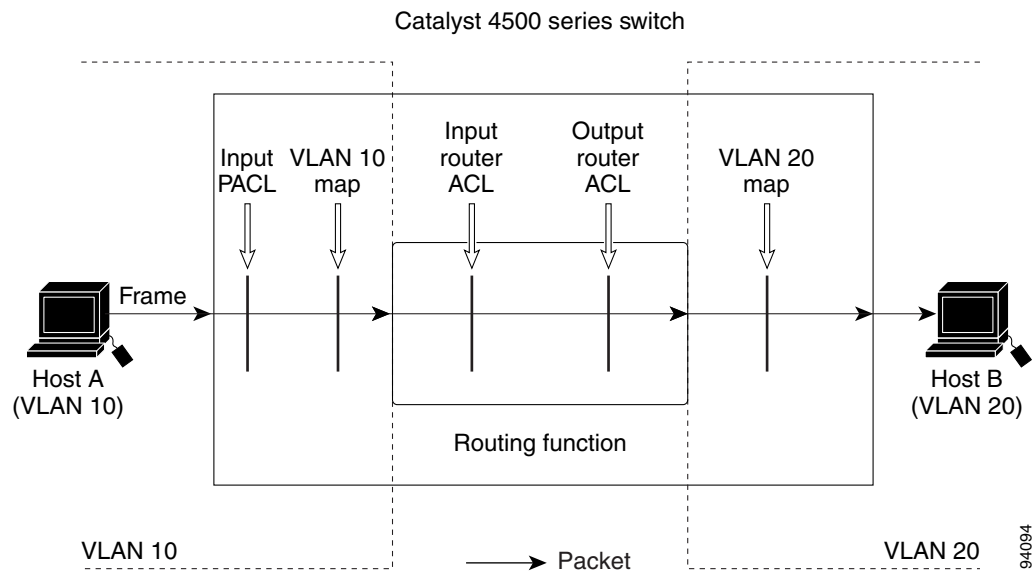 Catalyst 4500 series switch
Input
PACL
VLAN 10
map
Input
router
ACL
Output
router
ACL
VLAN 20
map
Frame
Host A
(VLAN 10)
Host B
(VLAN 20)
Routing function
VLAN 10
Packet
VLAN 20
94094